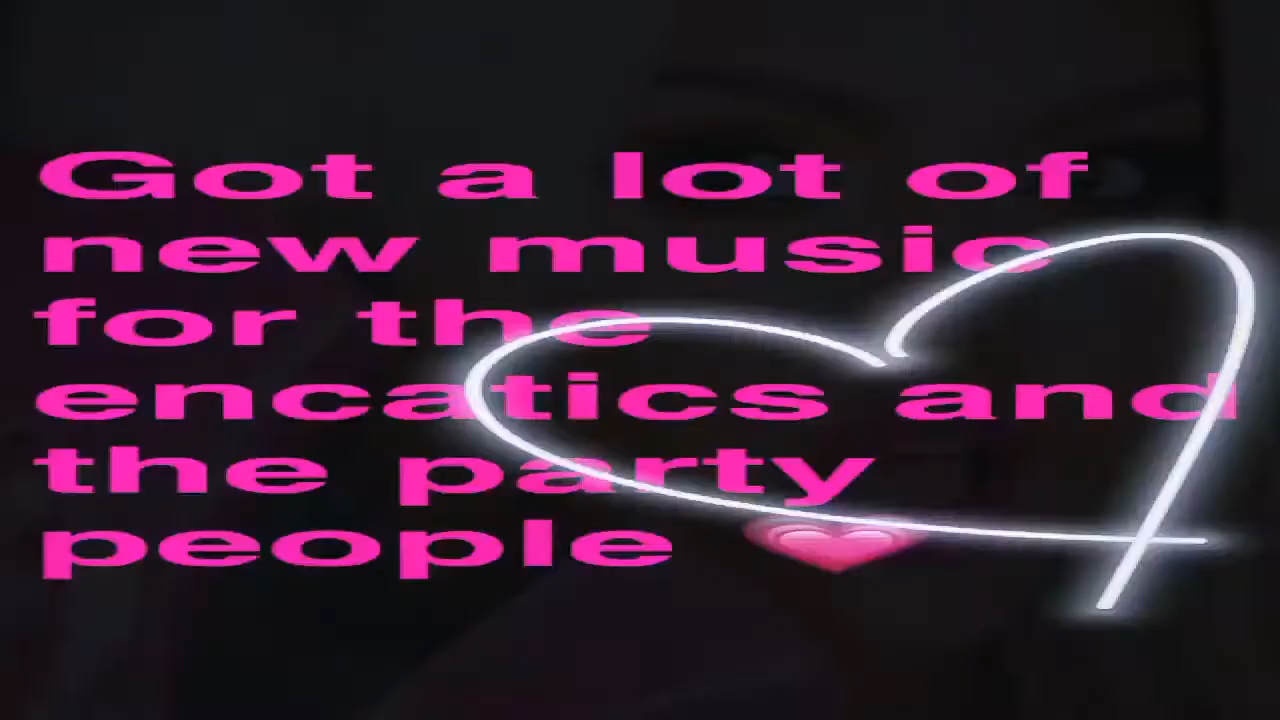 Got a lot of
new music
for the
encatics and
the party
people 💗